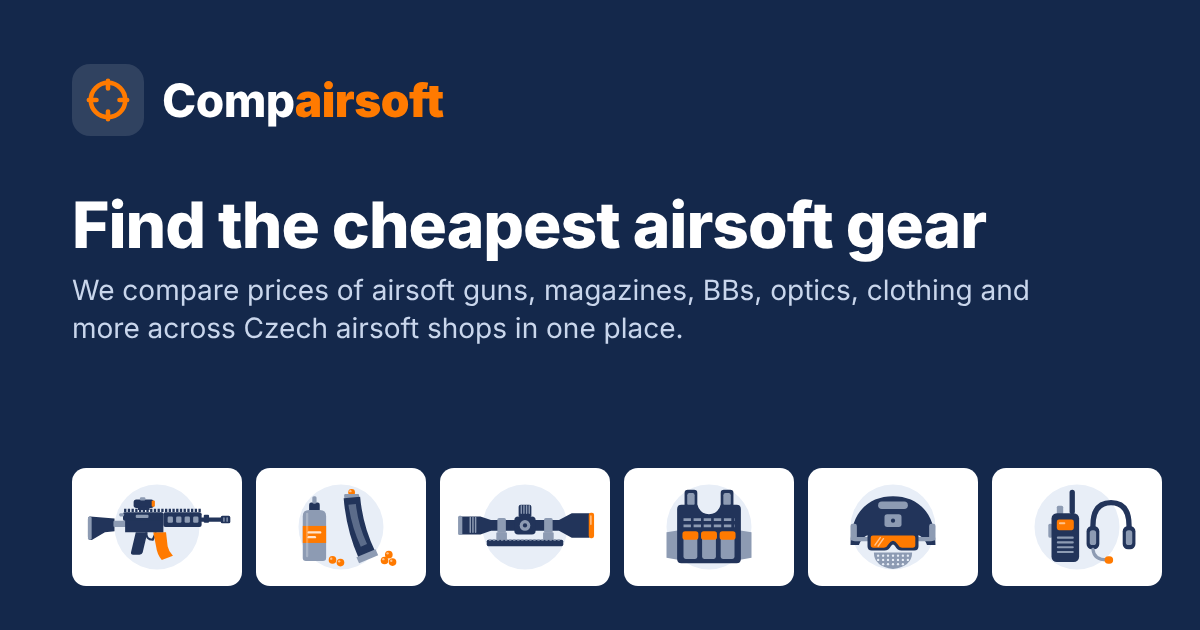 Compairsoft
Find the cheapest airsoft gear
We compare prices of airsoft guns, magazines, BBs, optics, clothing and
more across Czech airsoft shops in one place.